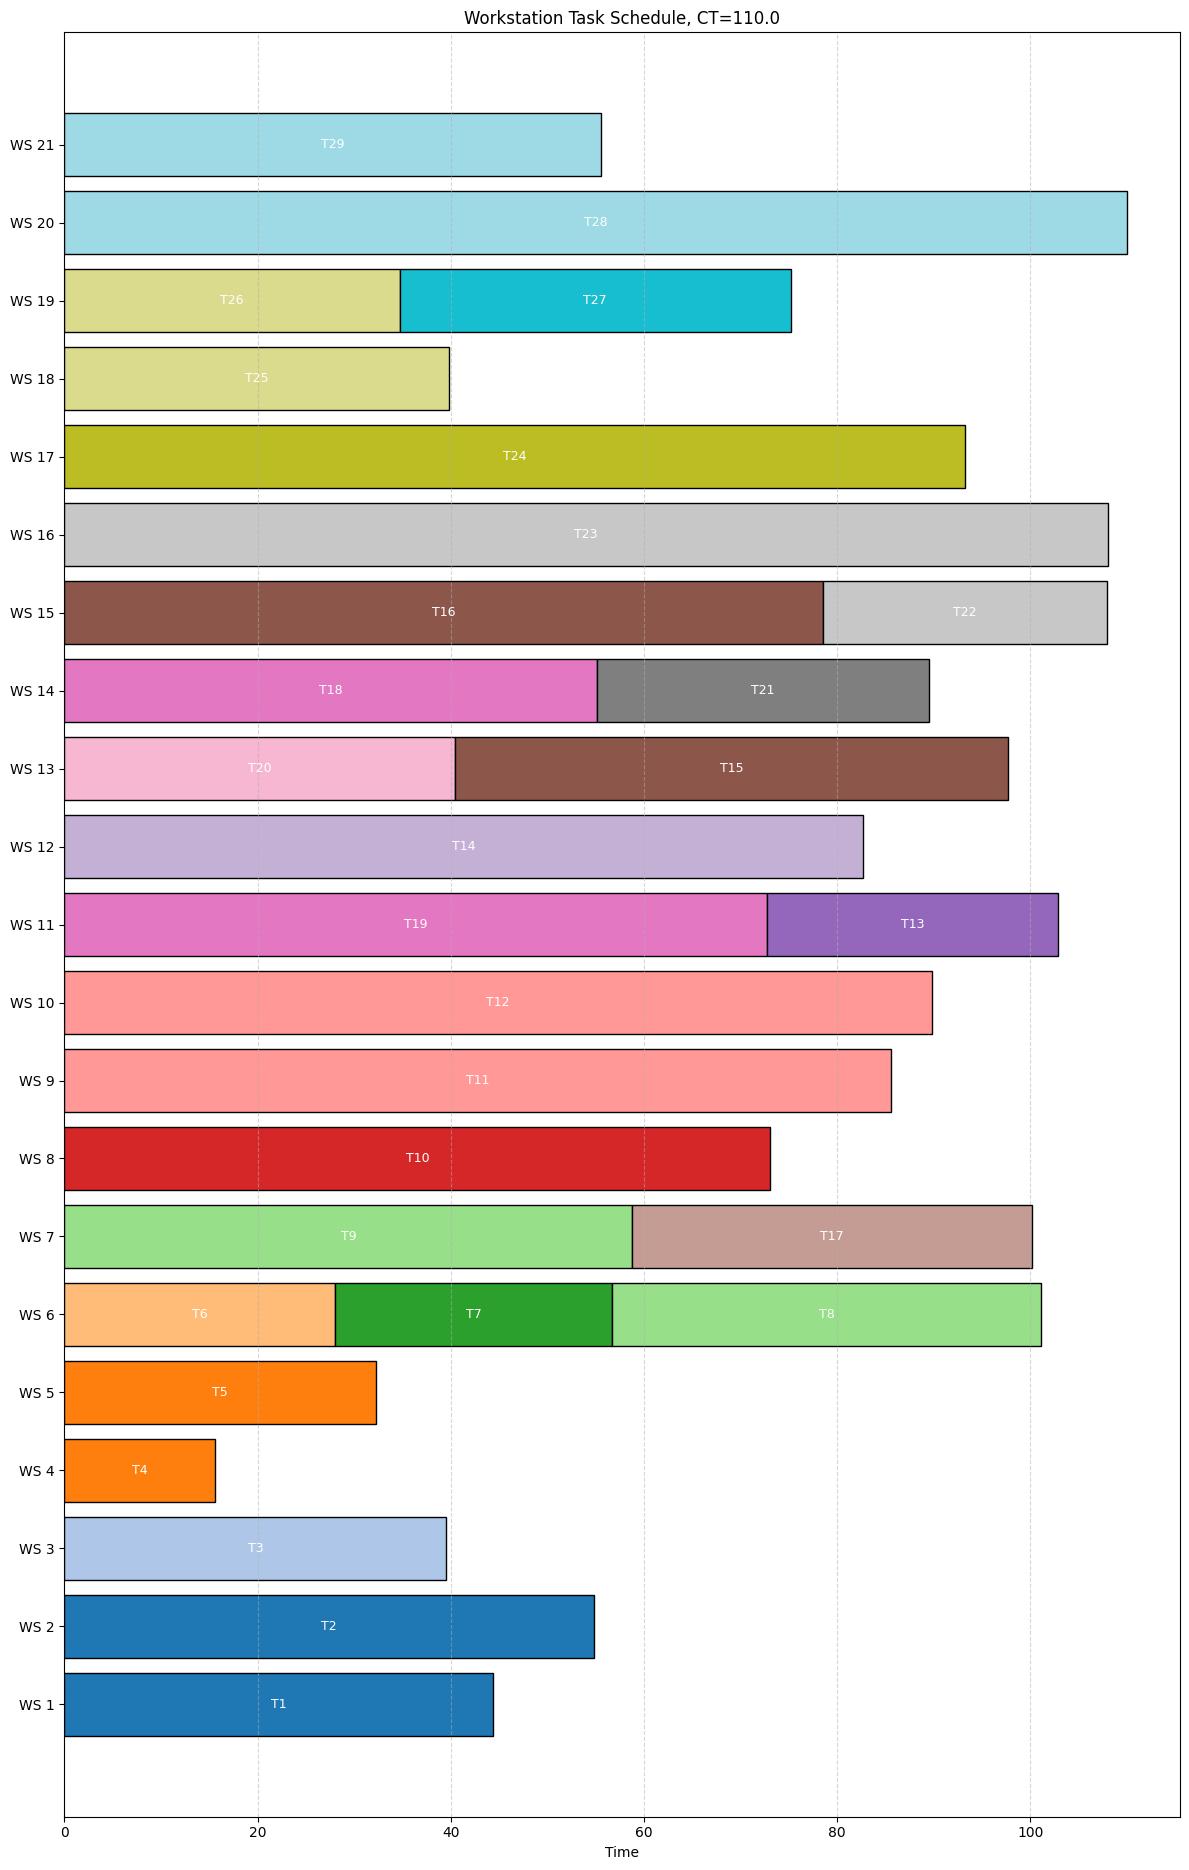 Workstation Task Schedule, CT=110.0
WS 21 T29
WS 20 T28
WS 19 T26 T27
WS 18 T25
WS 17 T24
WS 16 T23
WS 15 T16 T22
WS 14 T18 T21
WS 13 T20 T15
WS 12 T14
WS 11 T19 T13
WS 10 T12
WS 9 T11
WS 8 T10
WS 7 T9 T17
WS 6 T6 T7 T8
WS 5 T5
WS 4 T4
WS 3 T3
WS 2 T2
WS 1 T1
0 20 40 60 80 100
Time